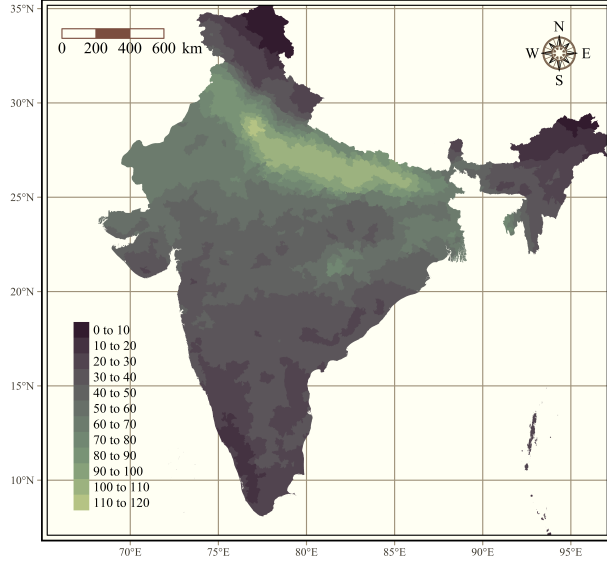 35°N
30°N
25°N
20°N
15°N
10°N
0 200 400 600 km
N
W E
S
0 to 10
10 to 20
20 to 30
30 to 40
40 to 50
50 to 60
60 to 70
70 to 80
80 to 90
90 to 100
100 to 110
110 to 120
70°E 75°E 80°E 85°E 90°E 95°E